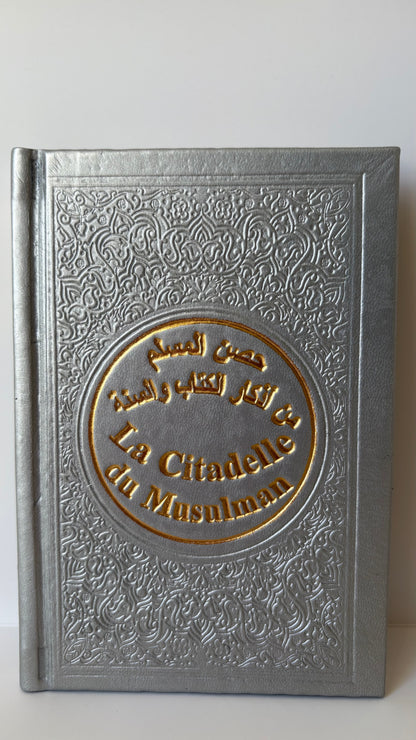 حصن المسلم
من أذكار الكتاب والسنة
La Citadelle
du Musulman